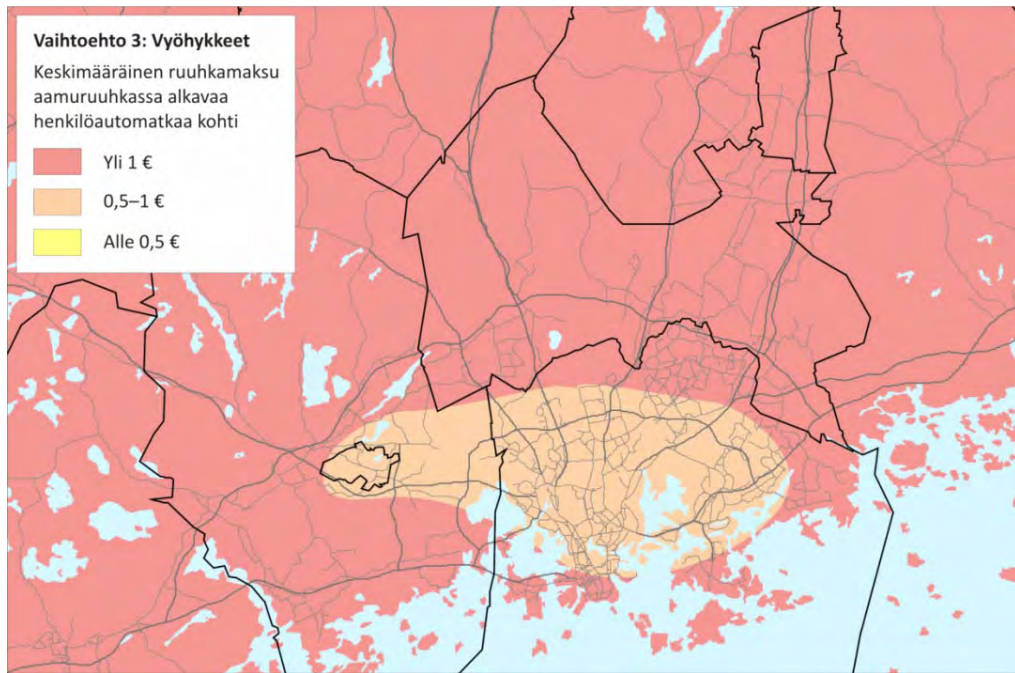 Vaihtoehto 3: Vyöhykkeet
Keskimääräinen ruuhkamaksu
aamuruuhkassa alkavaa
henkilöautomatkaa kohti
Yli 1 €
0,5–1 €
Alle 0,5 €